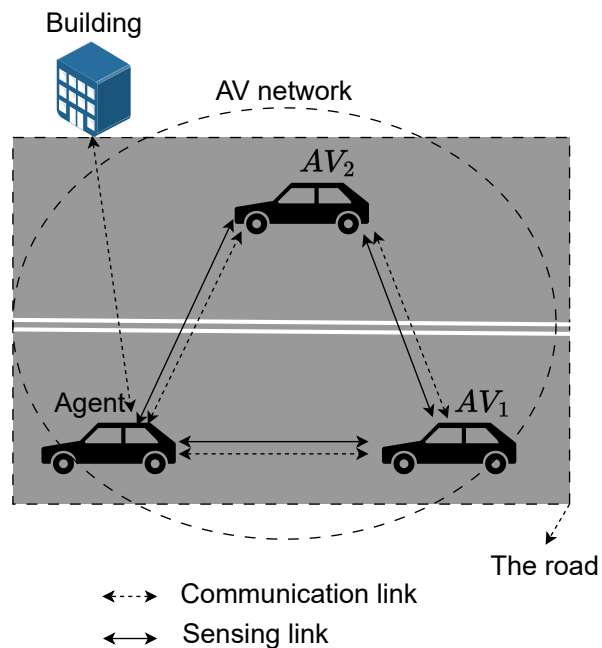 Building
AV network
AV₂
Agent
AV₁
The road
Communication link
Sensing link